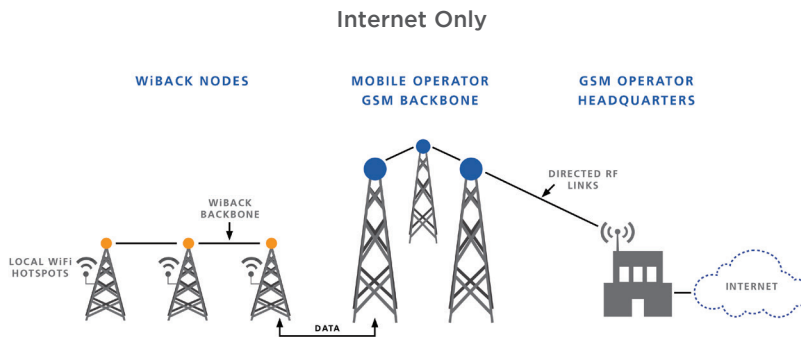 Internet Only
WiBACK NODES
MOBILE OPERATOR
GSM BACKBONE
GSM OPERATOR
HEADQUARTERS
DIRECTED RF
LINKS
WiBACK
BACKBONE
LOCAL WiFi
HOTSPOTS
INTERNET
DATA